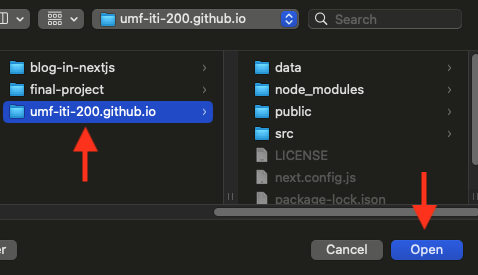 umf-iti-200.github.io
Search
blog-in-nextjs
final-project
umf-iti-200.github.io
data
node_modules
public
src
LICENSE
next.config.js
package-lock.json
Cancel
Open